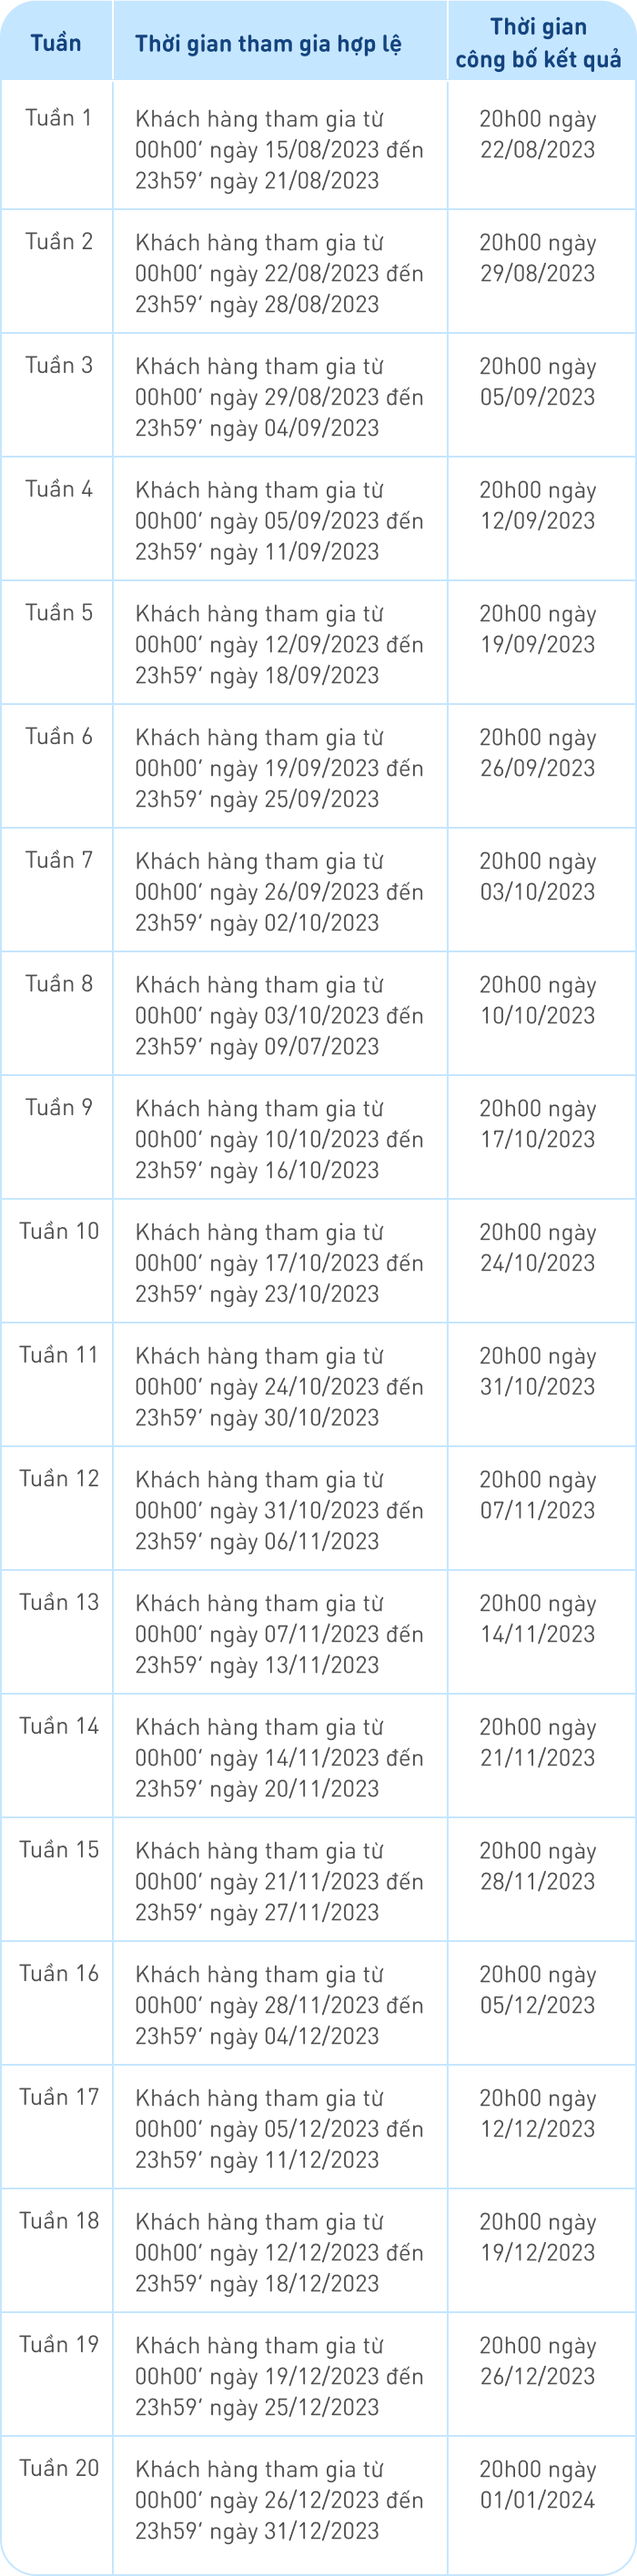 Tuần
Thời gian tham gia hợp lệ
Thời gian
công bố kết quả
Tuần 1
Khách hàng tham gia từ
00h00’ ngày 15/08/2023 đến
23h59’ ngày 21/08/2023
20h00 ngày
22/08/2023
Tuần 2
Khách hàng tham gia từ
00h00’ ngày 22/08/2023 đến
23h59’ ngày 28/08/2023
20h00 ngày
29/08/2023
Tuần 3
Khách hàng tham gia từ
00h00’ ngày 29/08/2023 đến
23h59’ ngày 04/09/2023
20h00 ngày
05/09/2023
Tuần 4
Khách hàng tham gia từ
00h00’ ngày 05/09/2023 đến
23h59’ ngày 11/09/2023
20h00 ngày
12/09/2023
Tuần 5
Khách hàng tham gia từ
00h00’ ngày 12/09/2023 đến
23h59’ ngày 18/09/2023
20h00 ngày
19/09/2023
Tuần 6
Khách hàng tham gia từ
00h00’ ngày 19/09/2023 đến
23h59’ ngày 25/09/2023
20h00 ngày
26/09/2023
Tuần 7
Khách hàng tham gia từ
00h00’ ngày 26/09/2023 đến
23h59’ ngày 02/10/2023
20h00 ngày
03/10/2023
Tuần 8
Khách hàng tham gia từ
00h00’ ngày 03/10/2023 đến
23h59’ ngày 09/07/2023
20h00 ngày
10/10/2023
Tuần 9
Khách hàng tham gia từ
00h00’ ngày 10/10/2023 đến
23h59’ ngày 16/10/2023
20h00 ngày
17/10/2023
Tuần 10
Khách hàng tham gia từ
00h00’ ngày 17/10/2023 đến
23h59’ ngày 23/10/2023
20h00 ngày
24/10/2023
Tuần 11
Khách hàng tham gia từ
00h00’ ngày 24/10/2023 đến
23h59’ ngày 30/10/2023
20h00 ngày
31/10/2023
Tuần 12
Khách hàng tham gia từ
00h00’ ngày 31/10/2023 đến
23h59’ ngày 06/11/2023
20h00 ngày
07/11/2023
Tuần 13
Khách hàng tham gia từ
00h00’ ngày 07/11/2023 đến
23h59’ ngày 13/11/2023
20h00 ngày
14/11/2023
Tuần 14
Khách hàng tham gia từ
00h00’ ngày 14/11/2023 đến
23h59’ ngày 20/11/2023
20h00 ngày
21/11/2023
Tuần 15
Khách hàng tham gia từ
00h00’ ngày 21/11/2023 đến
23h59’ ngày 27/11/2023
20h00 ngày
28/11/2023
Tuần 16
Khách hàng tham gia từ
00h00’ ngày 28/11/2023 đến
23h59’ ngày 04/12/2023
20h00 ngày
05/12/2023
Tuần 17
Khách hàng tham gia từ
00h00’ ngày 05/12/2023 đến
23h59’ ngày 11/12/2023
20h00 ngày
12/12/2023
Tuần 18
Khách hàng tham gia từ
00h00’ ngày 12/12/2023 đến
23h59’ ngày 18/12/2023
20h00 ngày
19/12/2023
Tuần 19
Khách hàng tham gia từ
00h00’ ngày 19/12/2023 đến
23h59’ ngày 25/12/2023
20h00 ngày
26/12/2023
Tuần 20
Khách hàng tham gia từ
00h00’ ngày 26/12/2023 đến
23h59’ ngày 31/12/2023
20h00 ngày
01/01/2024